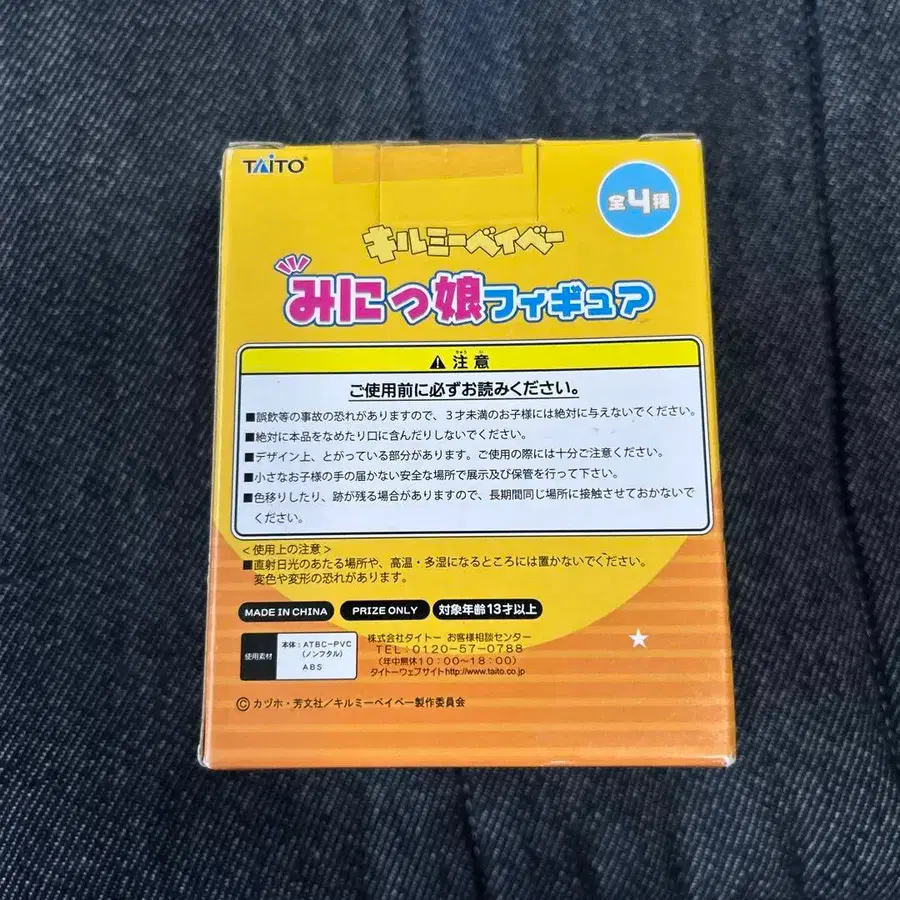 TAITO®
全4種
キルミーベイベー
みにっ娘フィギュア
⚠注意
ちゅう い
ご使用前に必ずお読みください。
■誤飲等の事故の恐れがありますので、3才未満のお子様には絶対に与えないでください。
■絶対に本品をなめたり口に含んだりしないでください。
■デザイン上、とがっている部分があります。ご使用の際には十分ご注意ください。
■小さなお子様の手の届かない安全な場所で展示及び保管を行って下さい。
■色移りしたり、跡が残る場合がありますので、長期間同じ場所に接触させておかないで
ください。
<使用上の注意>
■直射日光のあたる場所や、高温・多湿になるところには置かないでください。
変色や変形の恐れがあります。
MADE IN CHINA PRIZE ONLY 対象年齢13才以上
使用素材
本体:ATBC-PVC
(ノンフタル)
ABS
株式会社タイトー お客様相談センター
TEL:0120-57-0788
(年中無休10:00~18:00)
タイトーウェブサイトhttp://www.taito.co.jp
©カヅホ・芳文社/キルミーベイベー製作委員会